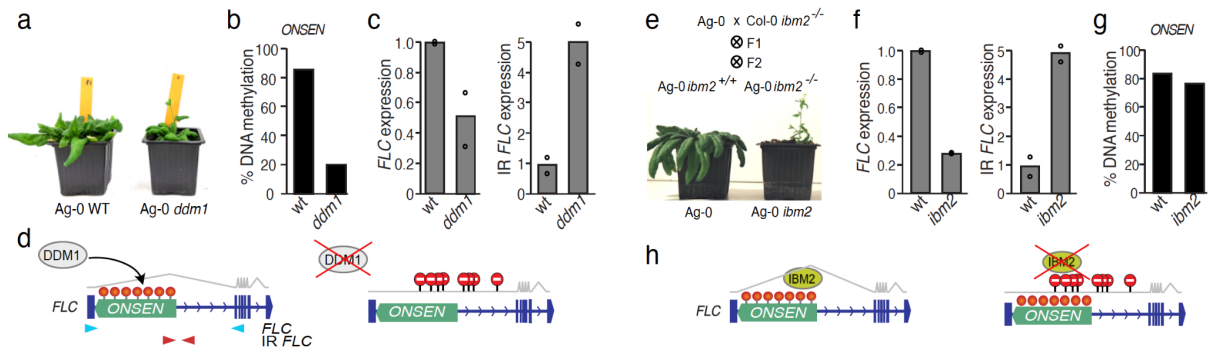 a
Ag-0 WT
Ag-0 ddm1
b
ONSEN
% DNA methylation
100
80
60
40
20
0
wt
ddm1
c
FLC expression
1.0
0.8
0.6
0.4
0.2
0
wt
ddm1
IR FLC expression
5
4
3
2
1
0
wt
ddm1
d
DDM1
FLC
ONSEN
FLC
IR FLC
DDM1
ONSEN
e
Ag-0 x Col-0 ibm2-/-
F1
F2
Ag-0 ibm2+/+ Ag-0 ibm2-/-
Ag-0
Ag-0 ibm2
f
FLC expression
1.0
0.8
0.6
0.4
0.2
0
wt
ibm2
IR FLC expression
5
4
3
2
1
0
wt
ibm2
g
ONSEN
% DNA methylation
100
80
60
40
20
0
wt
ibm2
h
IBM2
FLC
ONSEN
IBM2
ONSEN